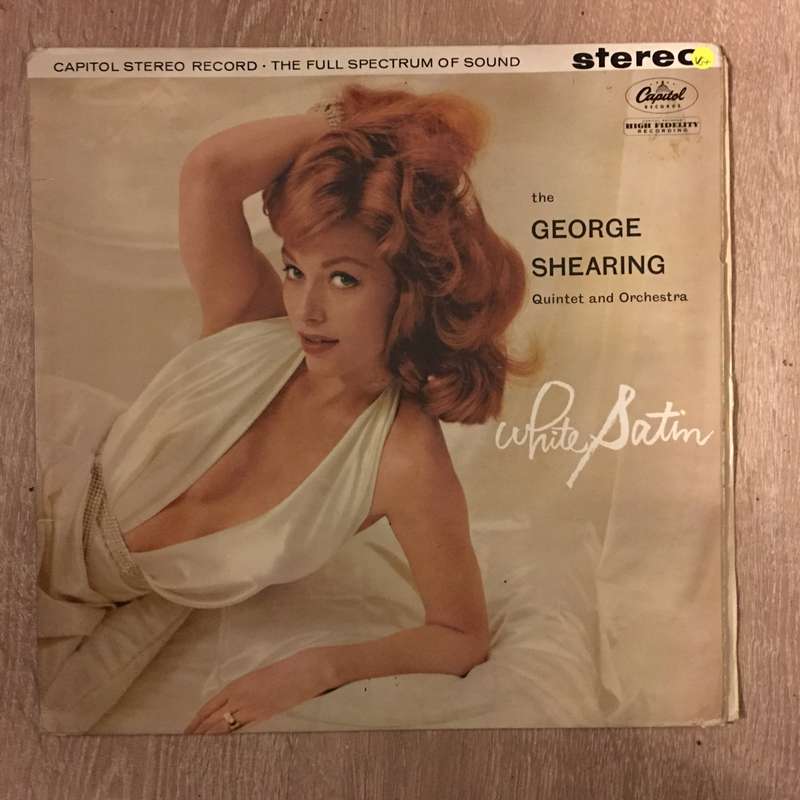 CAPITOL STEREO RECORD · THE FULL SPECTRUM OF SOUND
stereo
Capitol
RECORDS
HIGH FIDELITY
RECORDING
the
GEORGE
SHEARING
Quintet and Orchestra
white Satin